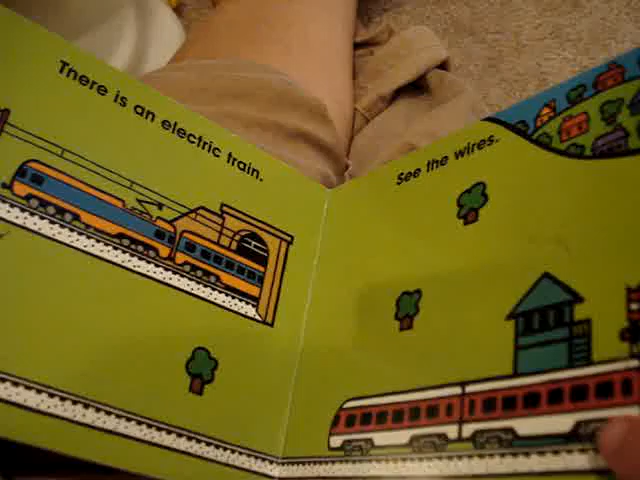 There is an electric train.
See the wires.